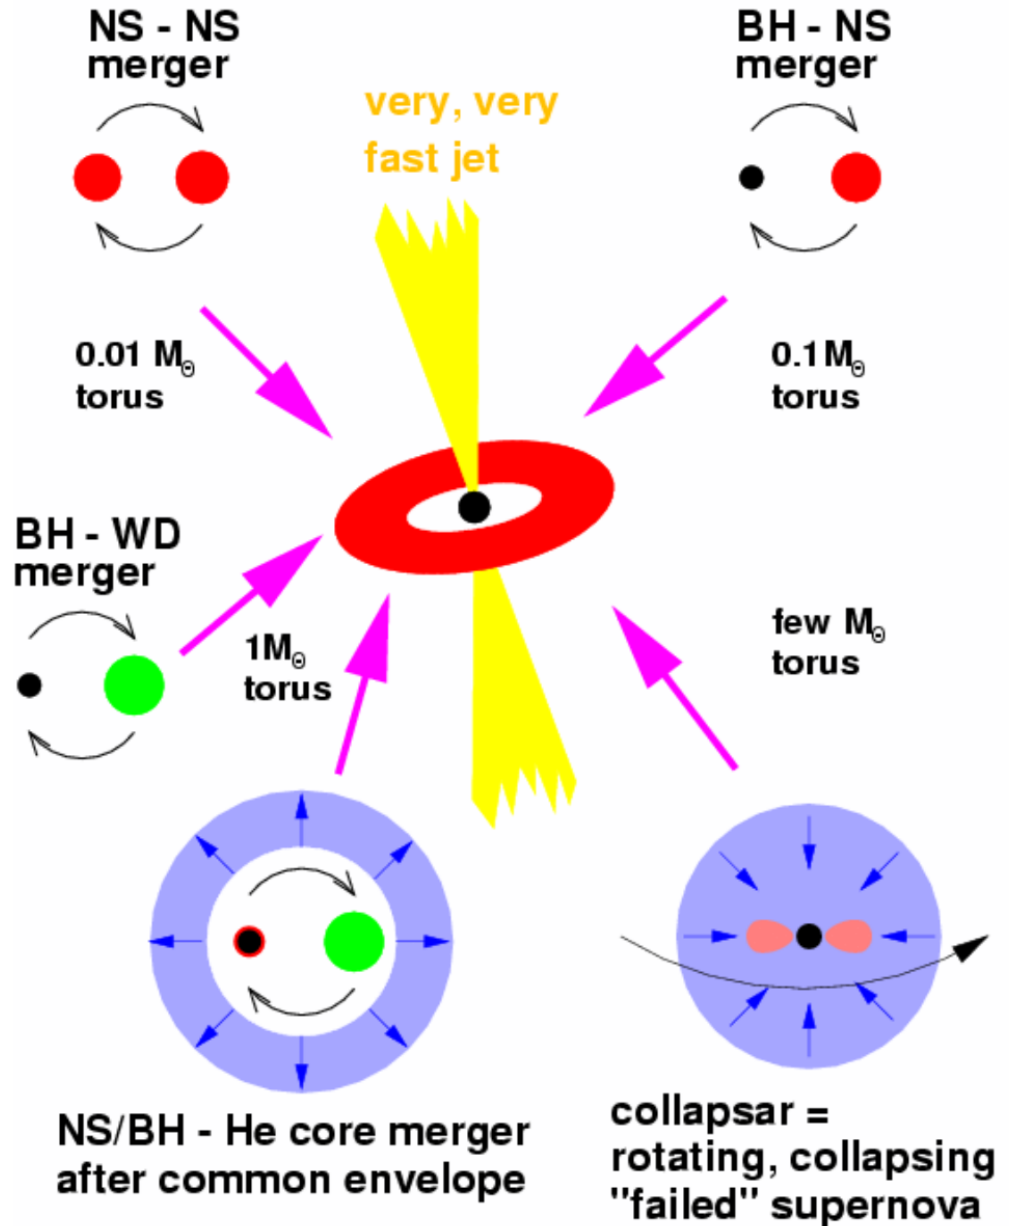 NS - NS
merger
BH - NS
merger
very, very
fast jet
0.01 M☉
torus
0.1M☉
torus
BH - WD
merger
1M☉
torus
few M☉
torus
NS/BH - He core merger
after common envelope
collapsar =
rotating, collapsing
"failed" supernova